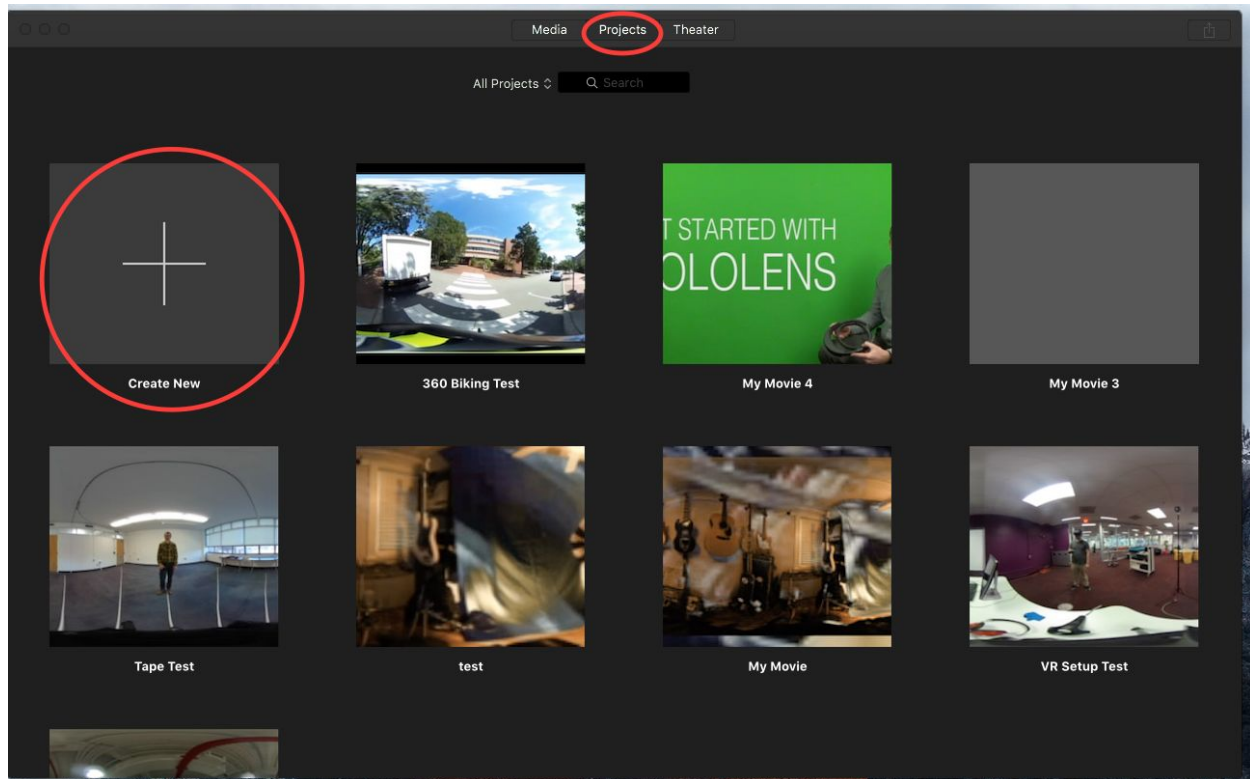 Media Projects Theater
All Projects Search
T STARTED WITH
OLOLENS
Create New
360 Biking Test
My Movie 4
My Movie 3
Tape Test
test
My Movie
VR Setup Test